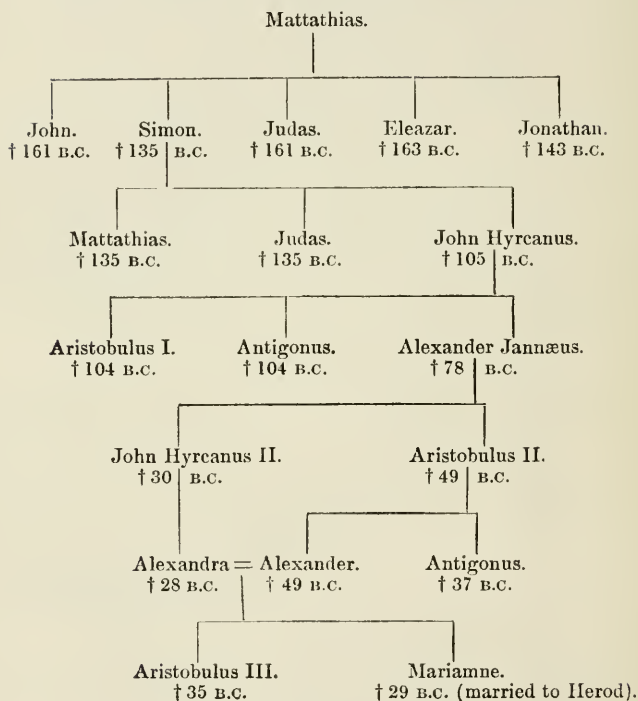 Mattathias.
John. Simon. Judas. Eleazar. Jonathan.
† 161 B.C. † 135 B.C. † 161 B.C. † 163 B.C. † 143 B.C.
Mattathias. Judas. John Hyrcanus.
† 135 B.C. † 135 B.C. † 105 B.C.
Aristobulus I. Antigonus. Alexander Jannæus.
† 104 B.C. † 104 B.C. † 78 B.C.
John Hyrcanus II. Aristobulus II.
† 30 B.C. † 49 B.C.
Alexandra = Alexander. Antigonus.
† 28 B.C. † 49 B.C. † 37 B.C.
Aristobulus III. Mariamne.
† 35 B.C. † 29 B.C. (married to Herod).